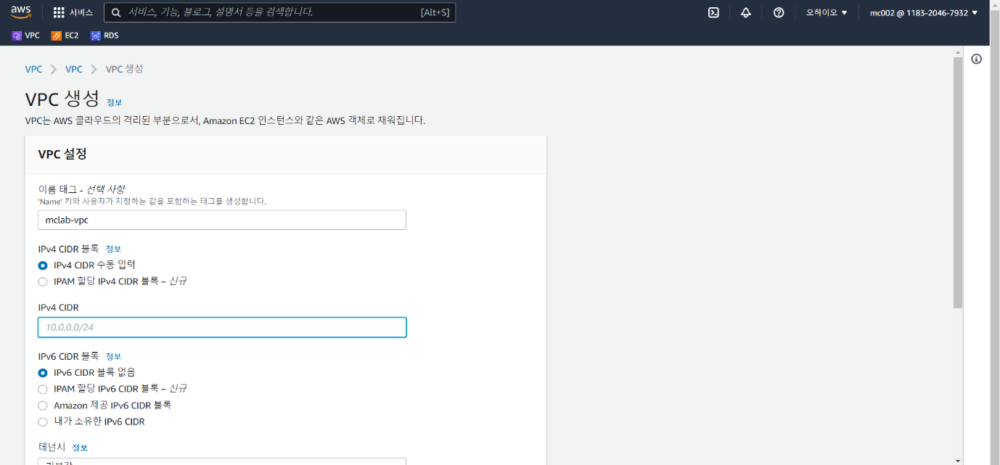 aws
서비스
서비스, 기능, 블로그, 설명서 등을 검색합니다.
[Alt+S]
오하이오 ▼
mc002 @ 1183-2046-7932 ▼
VPC
EC2
RDS
VPC > VPC > VPC 생성
VPC 생성 정보
VPC는 AWS 클라우드의 격리된 부분으로서, Amazon EC2 인스턴스와 같은 AWS 객체로 채워집니다.
VPC 설정
이름 태그 - 선택 사항
'Name' 키와 사용자가 지정하는 값을 포함하는 태그를 생성합니다.
mclab-vpc
IPv4 CIDR 블록 정보
IPv4 CIDR 수동 입력
IPAM 할당 IPv4 CIDR 블록 – 신규
IPv4 CIDR
10.0.0.0/24
IPv6 CIDR 블록 정보
IPv6 CIDR 블록 없음
IPAM 할당 IPv6 CIDR 블록 – 신규
Amazon 제공 IPv6 CIDR 블록
내가 소유한 IPv6 CIDR
테넌시 정보